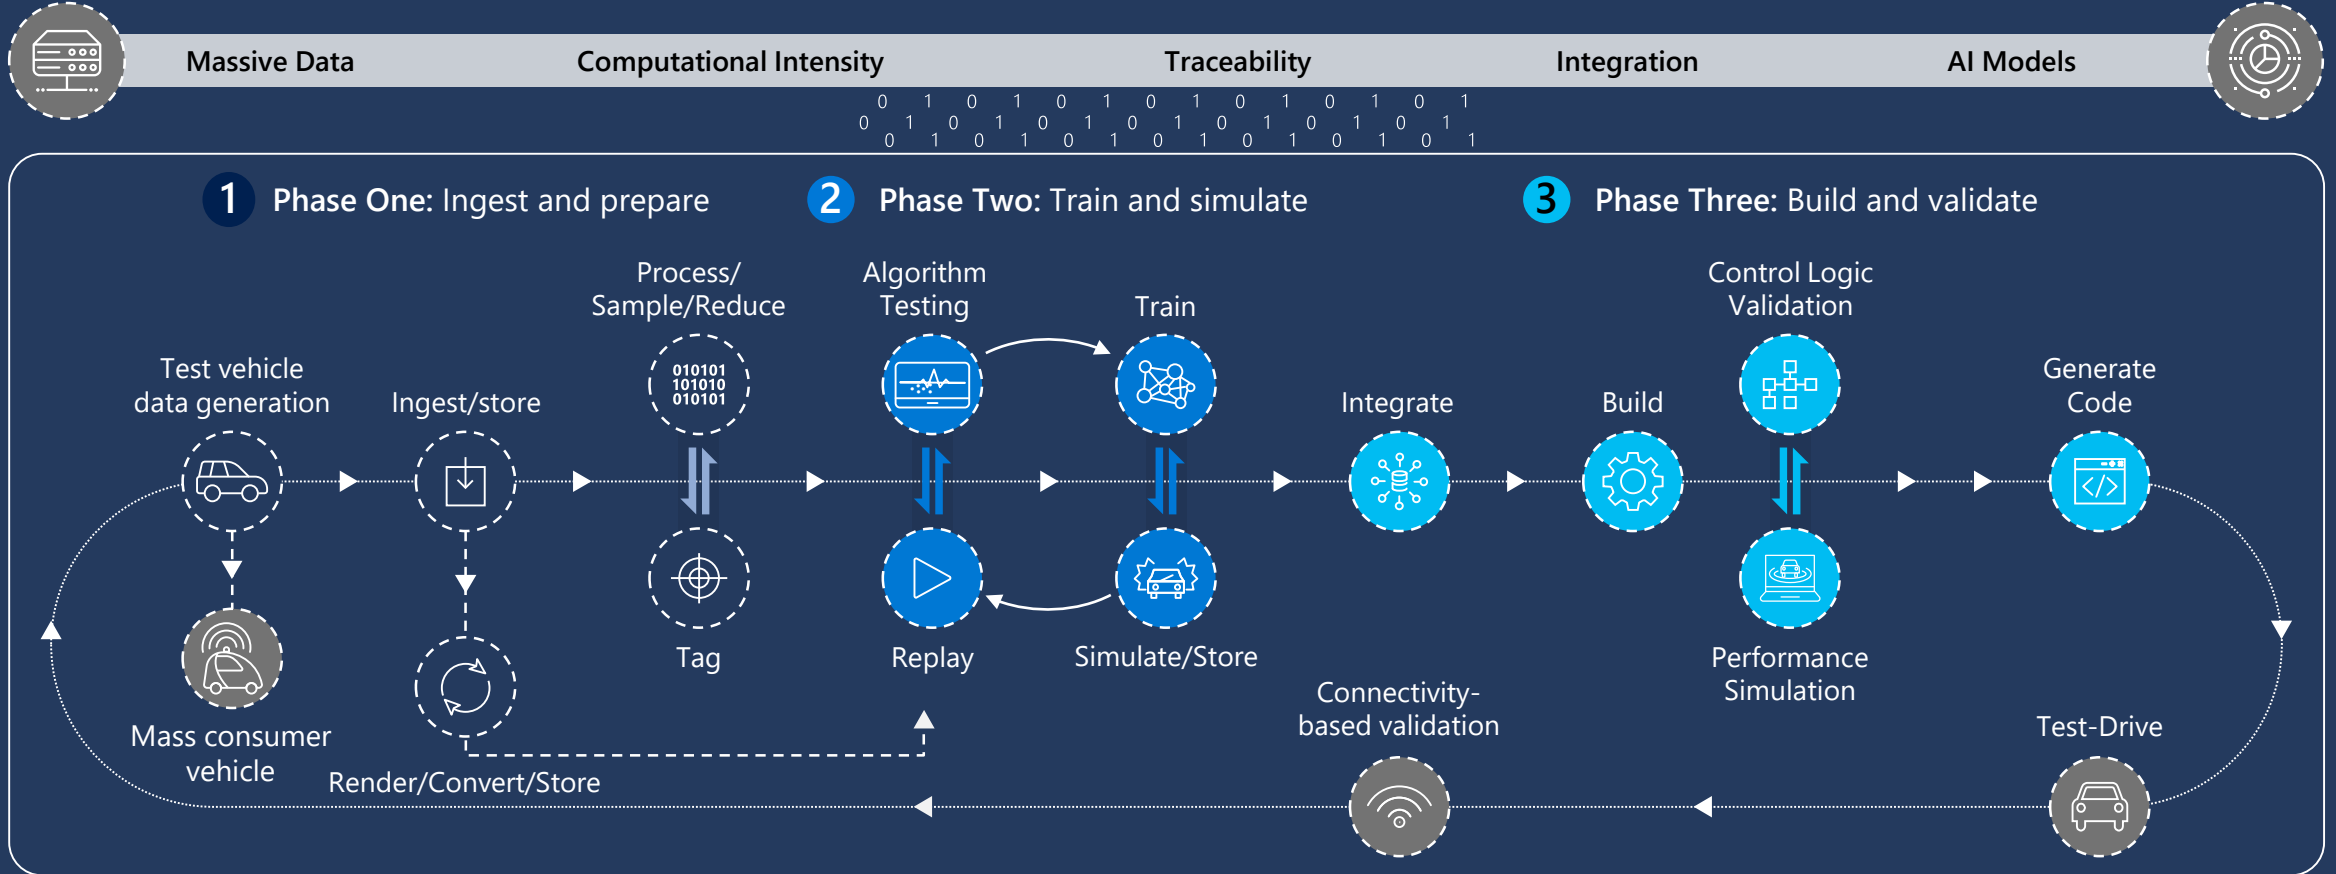 Massive Data
Computational Intensity
Traceability
Integration
AI Models
0 1 0 1 0 1 0 1 0 1 0 1 0 1
0 1 0 1 0 1 0 1 0 1 0 1 0 1
0 1 0 1 0 1 0 1 0 1 0 1 0 1
1 Phase One: Ingest and prepare
2 Phase Two: Train and simulate
3 Phase Three: Build and validate
Test vehicle
data generation
Mass consumer
vehicle
Ingest/store
Render/Convert/Store
Process/
Sample/Reduce
010101
101010
010101
Tag
Algorithm
Testing
Replay
Train
Simulate/Store
Integrate
Build
Control Logic
Validation
Performance
Simulation
Generate
Code
</>
Test-Drive
Connectivity-
based validation